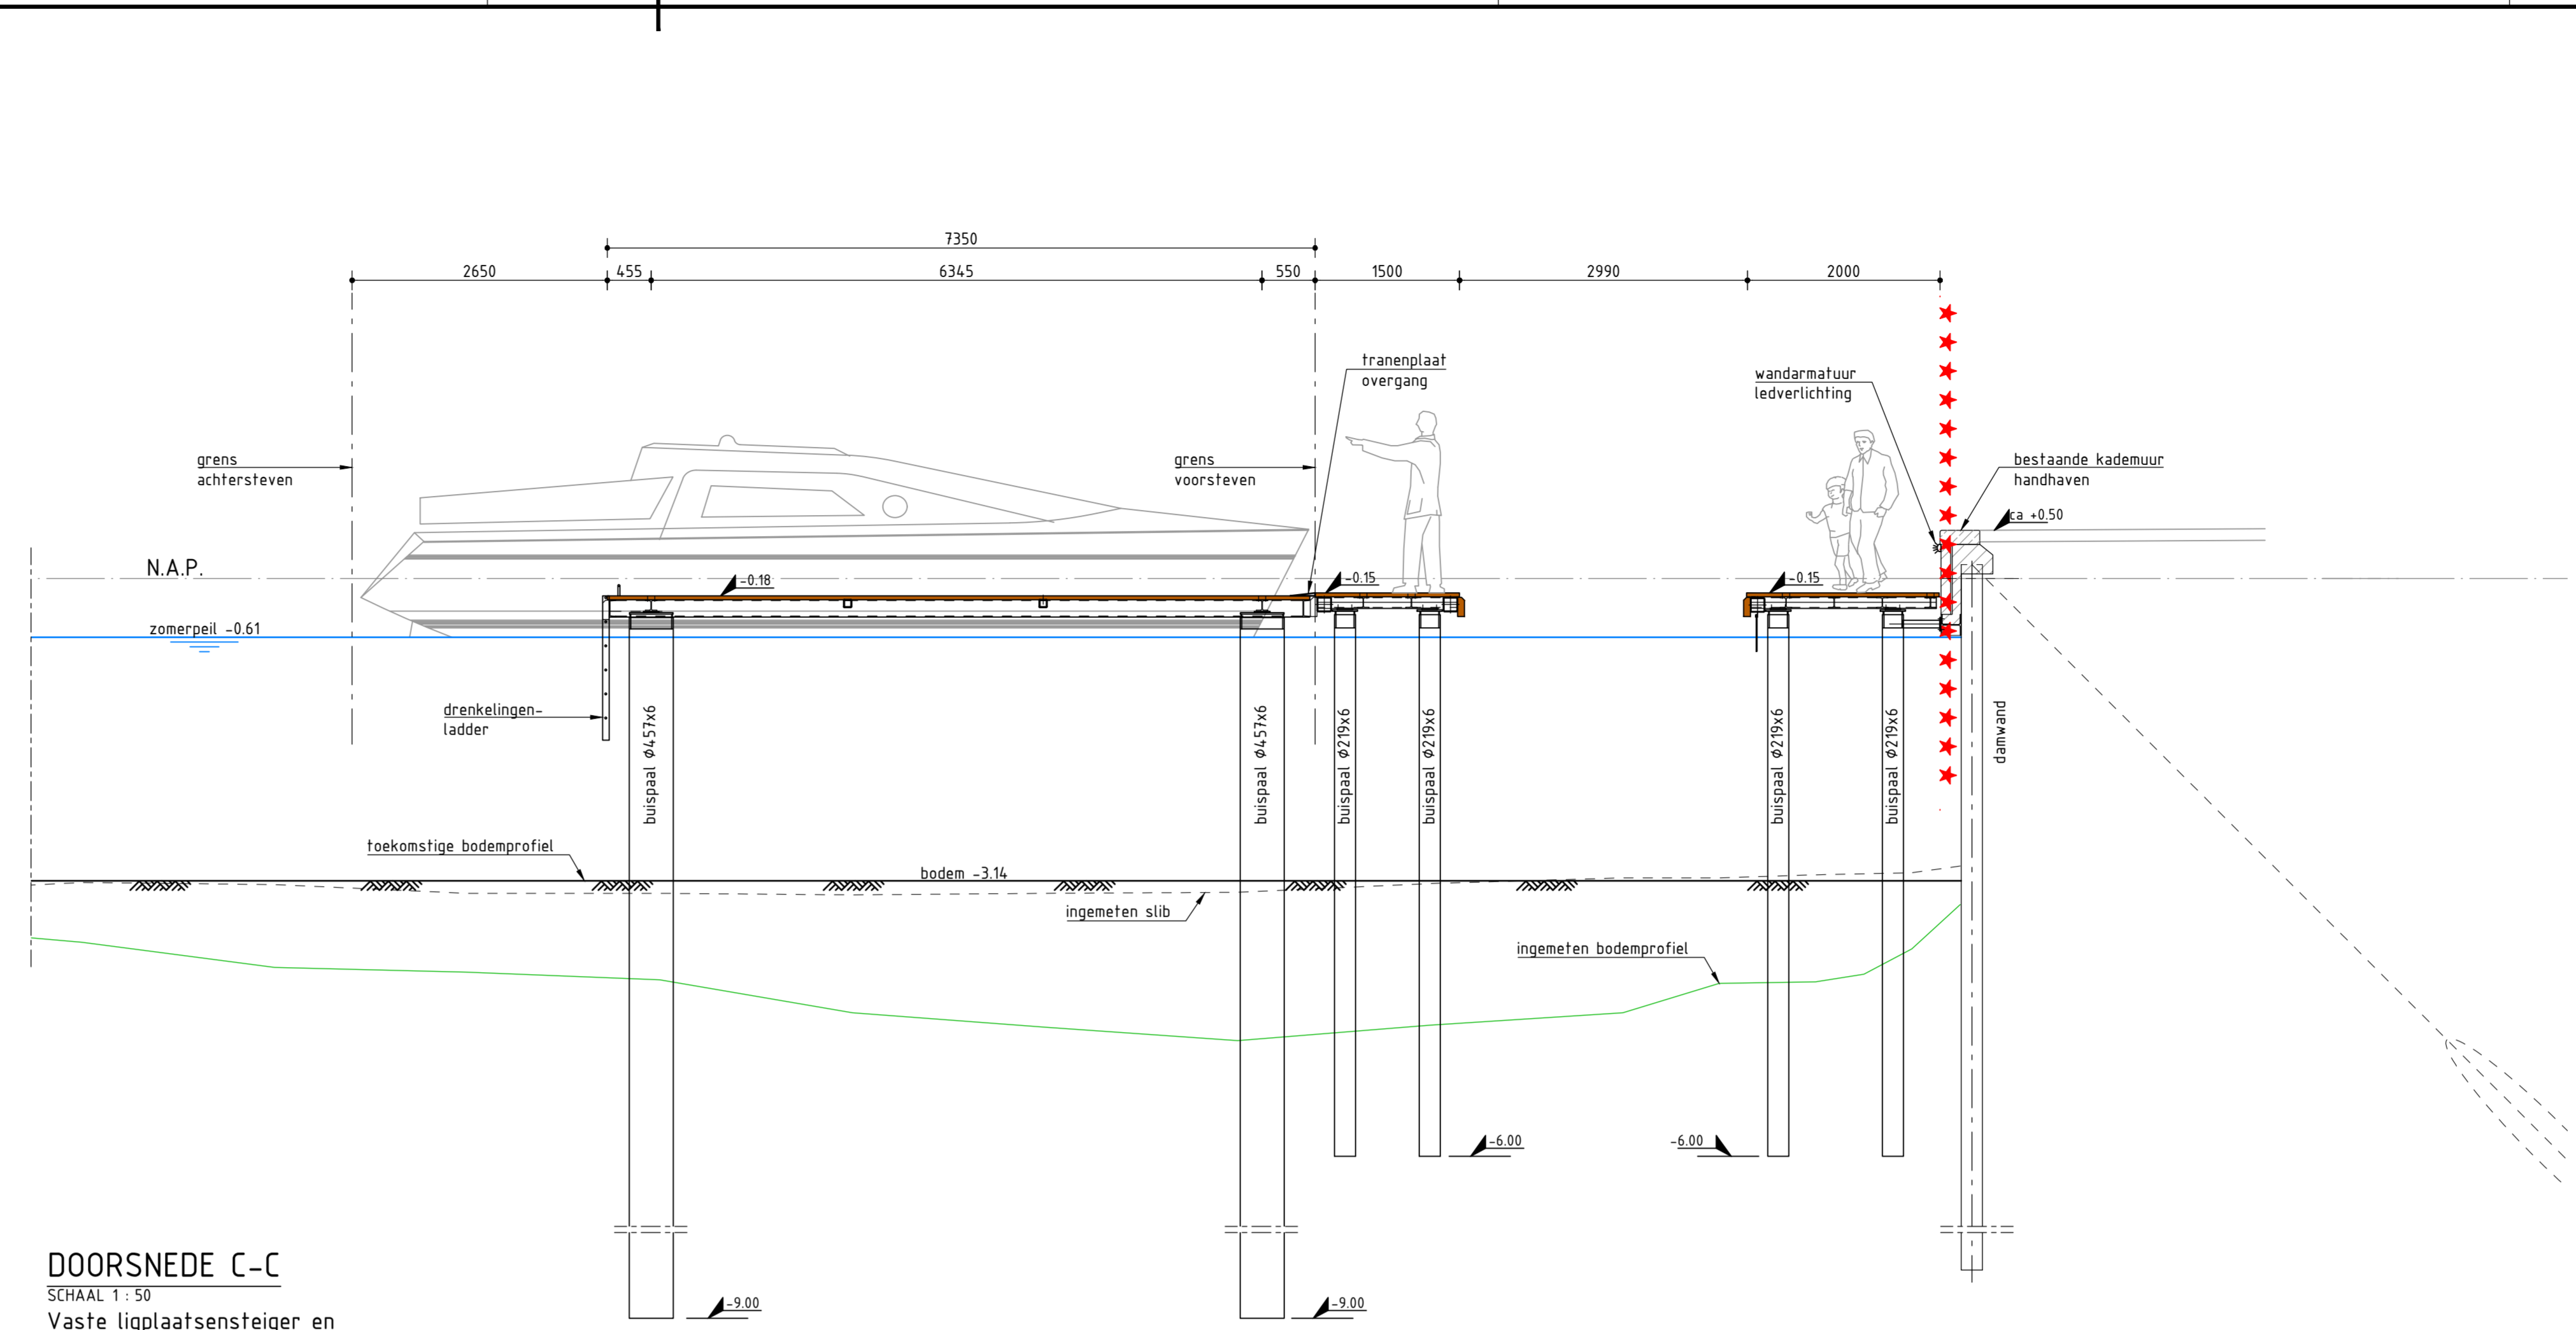 7350
2650
455
6345
550
1500
2990
2000
tranenplaat
overgang
wandarmatuur
ledverlichting
grens
achtersteven
grens
voorsteven
bestaande kademuur
handhaven
ca +0.50
N.A.P.
-0.18
-0.15
-0.15
zomerpeil -0.61
drenkelingen-
ladder
buispaal Ø457x6
buispaal Ø457x6
buispaal Ø219x6
buispaal Ø219x6
buispaal Ø219x6
buispaal Ø219x6
damwand
toekomstige bodemprofiel
bodem -3.14
ingemeten slib
ingemeten bodemprofiel
-6.00
-6.00
-9.00
-9.00
DOORSNEDE C-C
SCHAAL 1 : 50
Vaste ligplaatsensteiger en